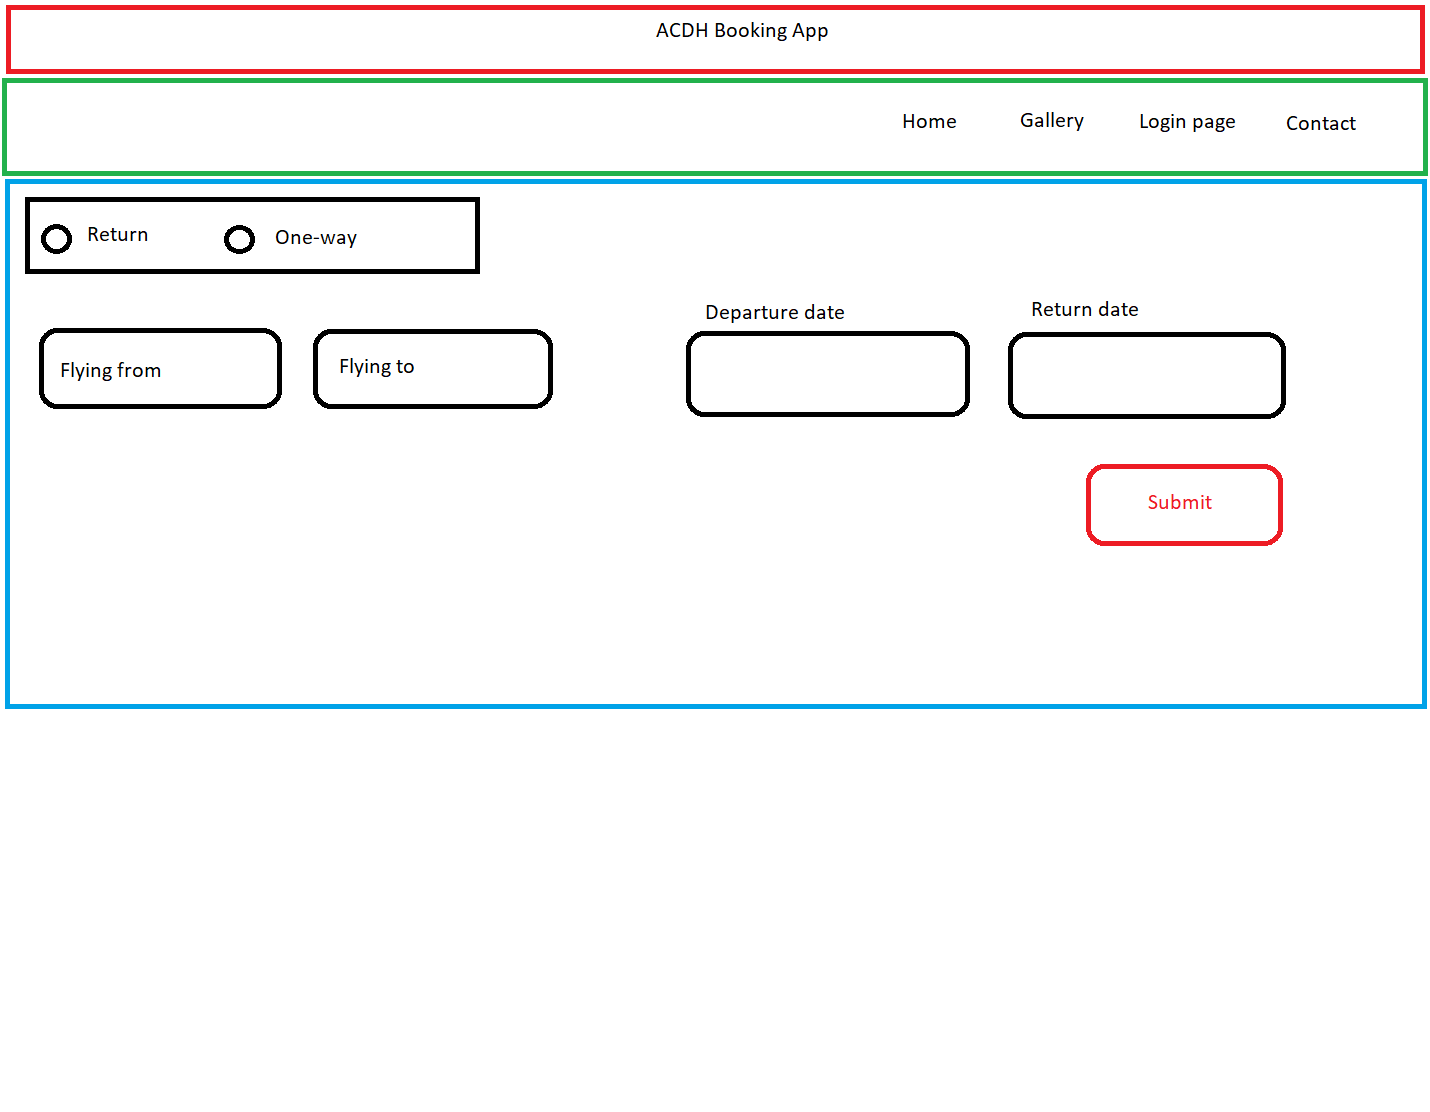 ACDH Booking App
Home Gallery Login page Contact
Return One-way
Departure date Return date
Flying from Flying to
Submit